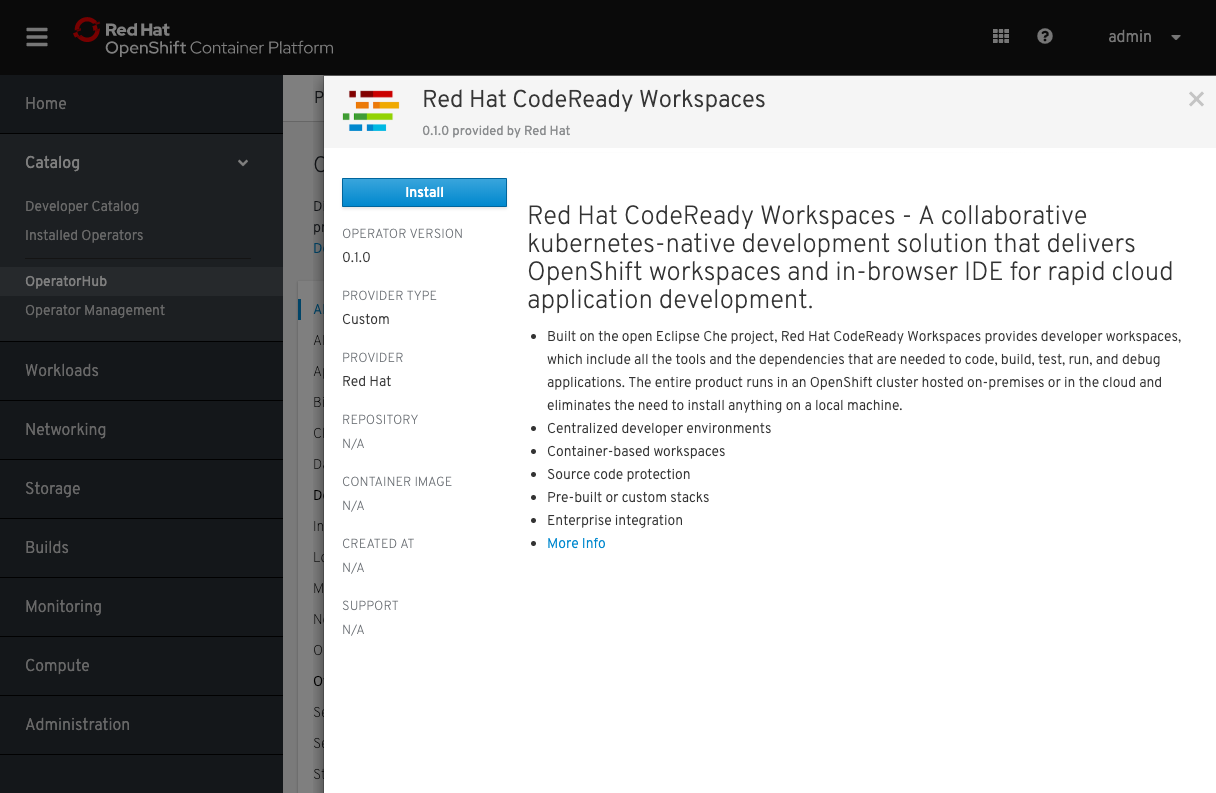 Red Hat
OpenShift Container Platform
admin
Home
Catalog
Developer Catalog
Installed Operators
OperatorHub
Operator Management
Workloads
Networking
Storage
Builds
Monitoring
Compute
Administration
Red Hat CodeReady Workspaces
0.1.0 provided by Red Hat
Install
OPERATOR VERSION
0.1.0
PROVIDER TYPE
Custom
PROVIDER
Red Hat
REPOSITORY
N/A
CONTAINER IMAGE
N/A
CREATED AT
N/A
SUPPORT
N/A
Red Hat CodeReady Workspaces - A collaborative
kubernetes-native development solution that delivers
OpenShift workspaces and in-browser IDE for rapid cloud
application development.
Built on the open Eclipse Che project, Red Hat CodeReady Workspaces provides developer workspaces,
which include all the tools and the dependencies that are needed to code, build, test, run, and debug
applications. The entire product runs in an OpenShift cluster hosted on-premises or in the cloud and
eliminates the need to install anything on a local machine.
Centralized developer environments
Container-based workspaces
Source code protection
Pre-built or custom stacks
Enterprise integration
More Info